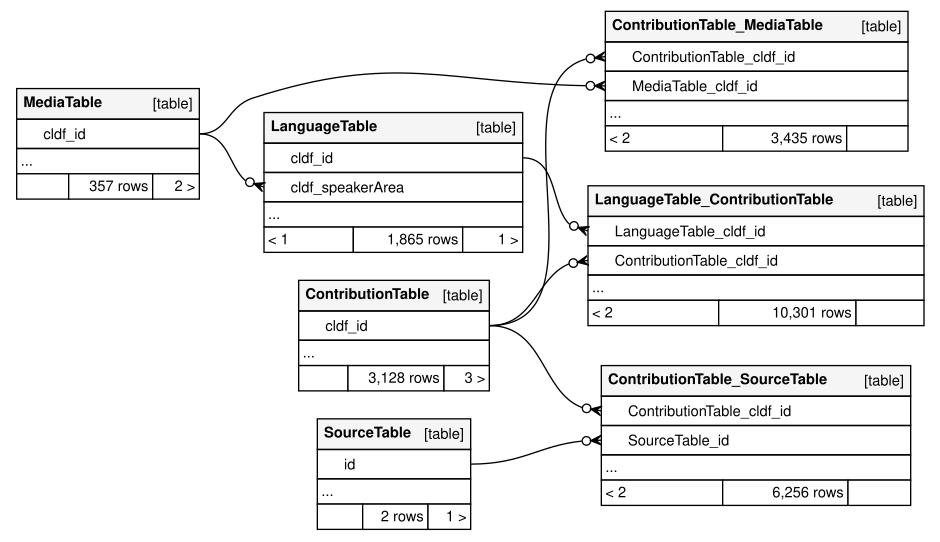 MediaTable [table]
cldf_id
...
357 rows 2 >
LanguageTable [table]
cldf_id
cldf_speakerArea
...
< 1 1,865 rows 1 >
ContributionTable [table]
cldf_id
...
3,128 rows 3 >
SourceTable [table]
id
...
2 rows 1 >
ContributionTable_MediaTable [table]
ContributionTable_cldf_id
MediaTable_cldf_id
...
< 2 3,435 rows
LanguageTable_ContributionTable [table]
LanguageTable_cldf_id
ContributionTable_cldf_id
...
< 2 10,301 rows
ContributionTable_SourceTable [table]
ContributionTable_cldf_id
SourceTable_id
...
< 2 6,256 rows